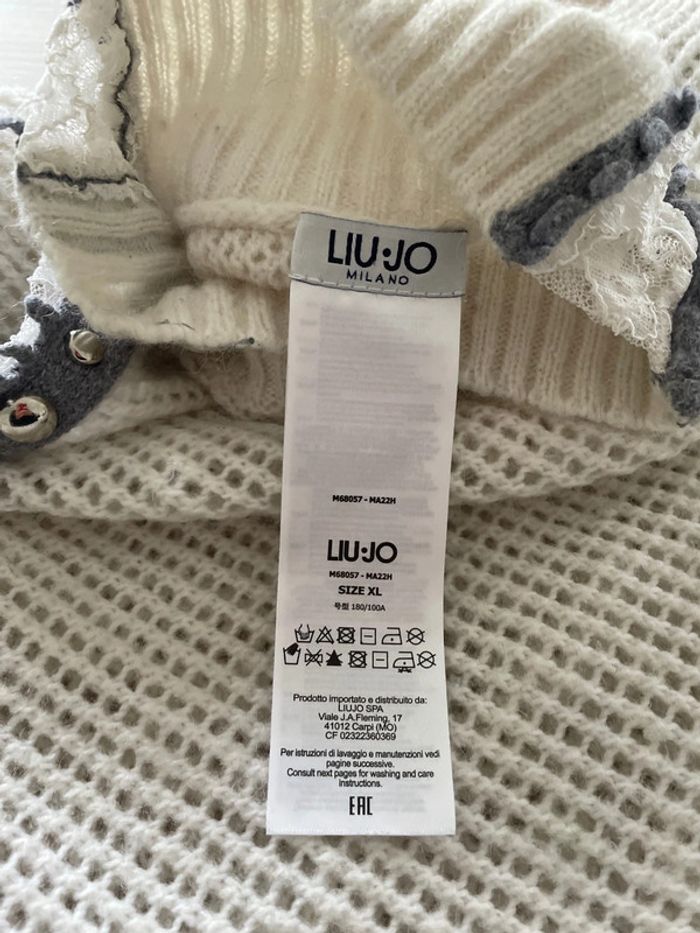 LIU·JO
MILANO
M68057 - MA22H
LIU·JO
M68057 - MA22H
SIZE XL
号型 180/100A
Prodotto importato e distribuito da:
LIUJO SPA
Viale J.A.Fleming, 17
41012 Carpi (MO)
CF 02322360369
Per istruzioni di lavaggio e manutenzioni vedi
pagine successive.
Consult next pages for washing and care
instructions.
EAC